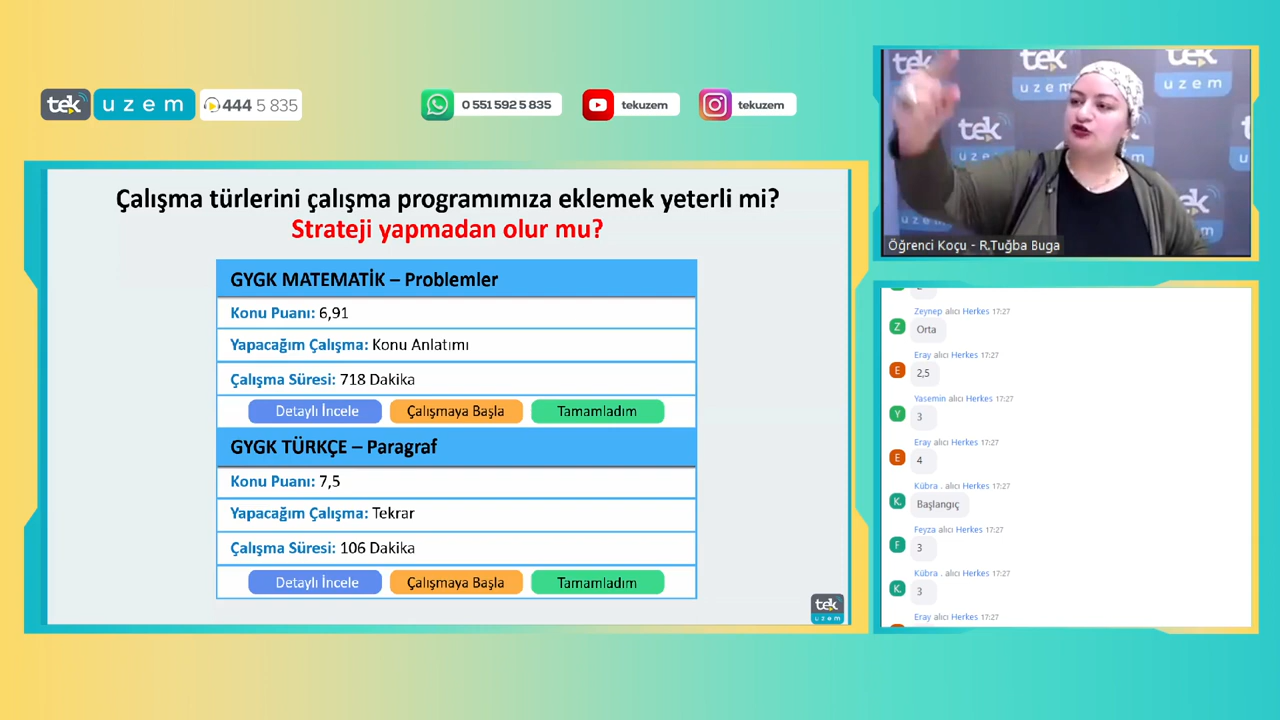 tek uzem 444 5 835
0 551 592 5 835
tekuzem
tekuzem
Çalışma türlerini çalışma programımıza eklemek yeterli mi?
Strateji yapmadan olur mu?
GYGK MATEMATİK – Problemler
Konu Puanı: 6,91
Yapacağım Çalışma: Konu Anlatımı
Çalışma Süresi: 718 Dakika
Detaylı İncele Çalışmaya Başla Tamamladım
GYGK TÜRKÇE – Paragraf
Konu Puanı: 7,5
Yapacağım Çalışma: Tekrar
Çalışma Süresi: 106 Dakika
Detaylı İncele Çalışmaya Başla Tamamladım
tek
uzem
tek
uzem
tek
uzem
tek
uzem
Öğrenci Koçu - R.Tuğba Buga
Zeynep alıcı Herkes 17:27
Z Orta
Eray alıcı Herkes 17:27
E 2,5
Yasemin alıcı Herkes 17:27
Y 3
Eray alıcı Herkes 17:27
E 4
Kübra . alıcı Herkes 17:27
K. Başlangıç
Feyza alıcı Herkes 17:27
F 3
Kübra . alıcı Herkes 17:27
K. 3
Eray alıcı Herkes 17:27